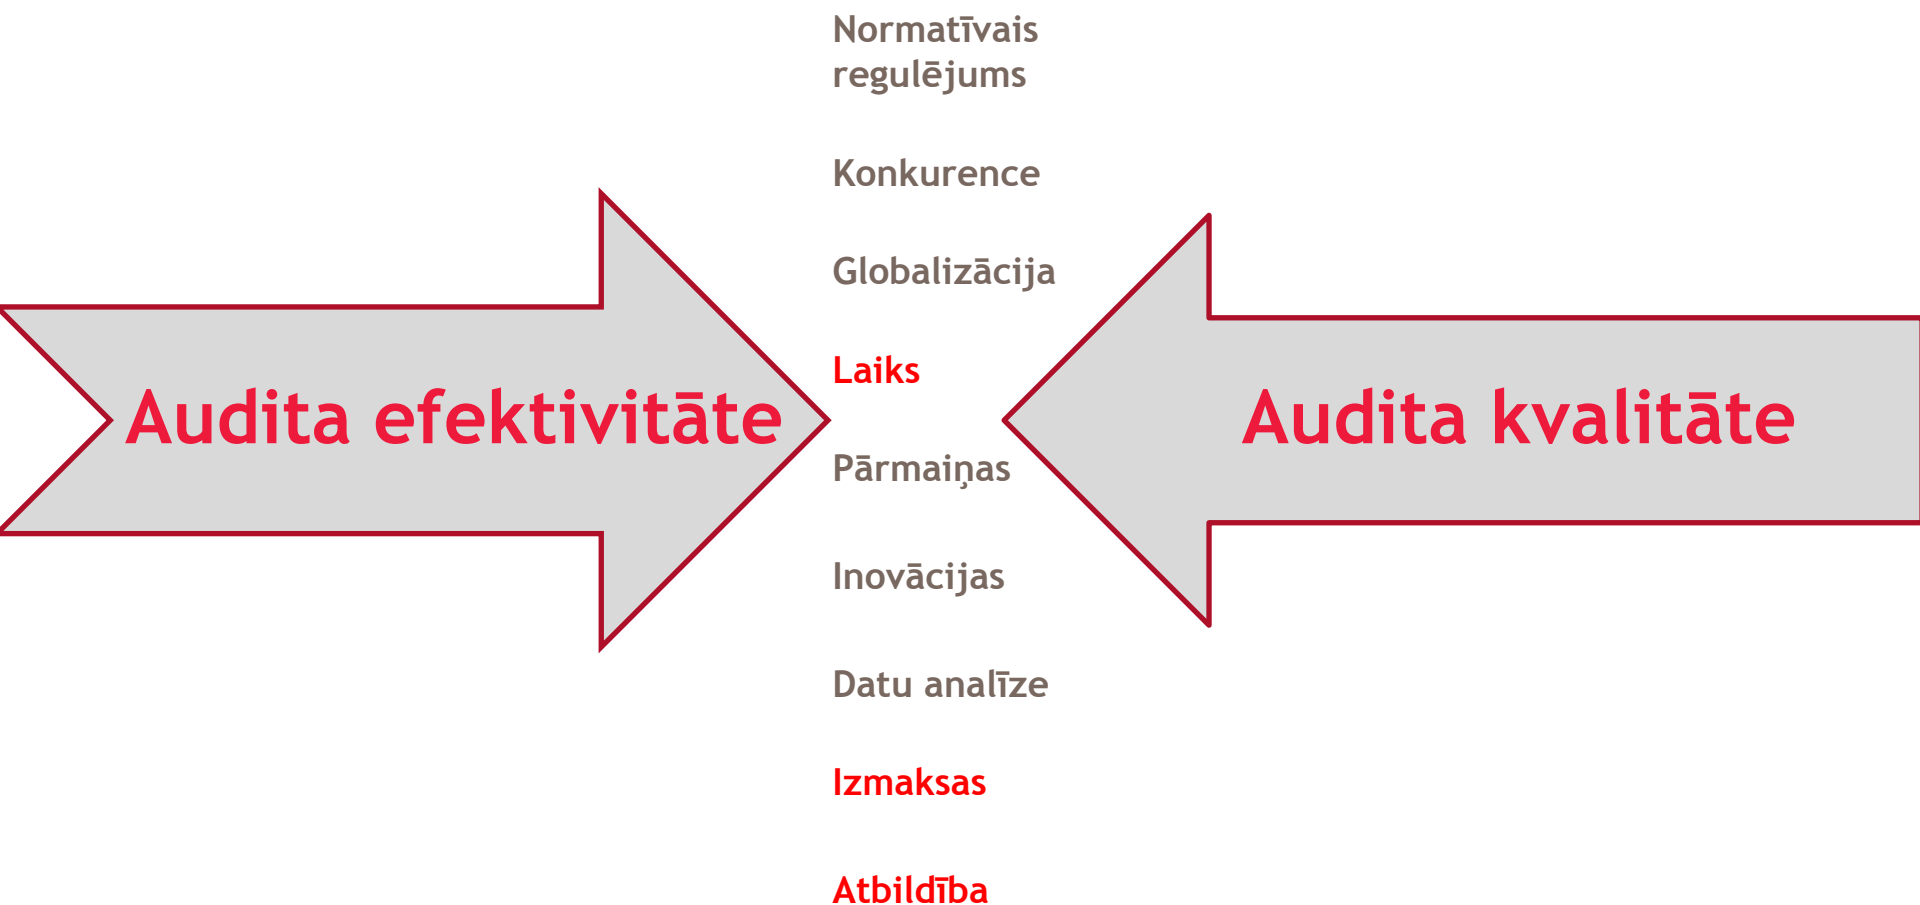 Normatīvais
regulējums
Konkurence
Globalizācija
Laiks
Audita efektivitāte
Audita kvalitāte
Pārmaiņas
Inovācijas
Datu analīze
Izmaksas
Atbildība